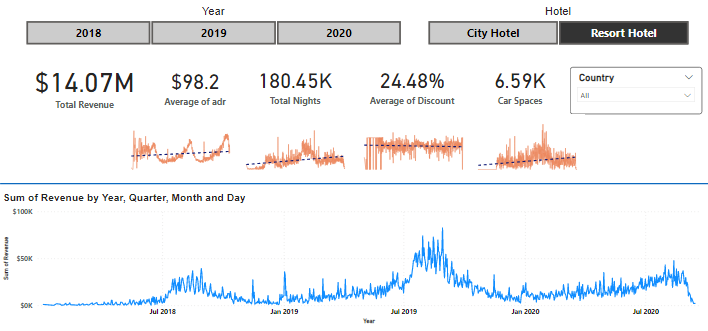 Year
Hotel
2018
2019
2020
City Hotel
Resort Hotel
$14.07M
Total Revenue
$98.2
Average of adr
180.45K
Total Nights
24.48%
Average of Discount
6.59K
Car Spaces
Country
All
Sum of Revenue by Year, Quarter, Month and Day
Sum of Revenue
$100K
$50K
$0K
Jul 2018
Jan 2019
Jul 2019
Jan 2020
Jul 2020
Year